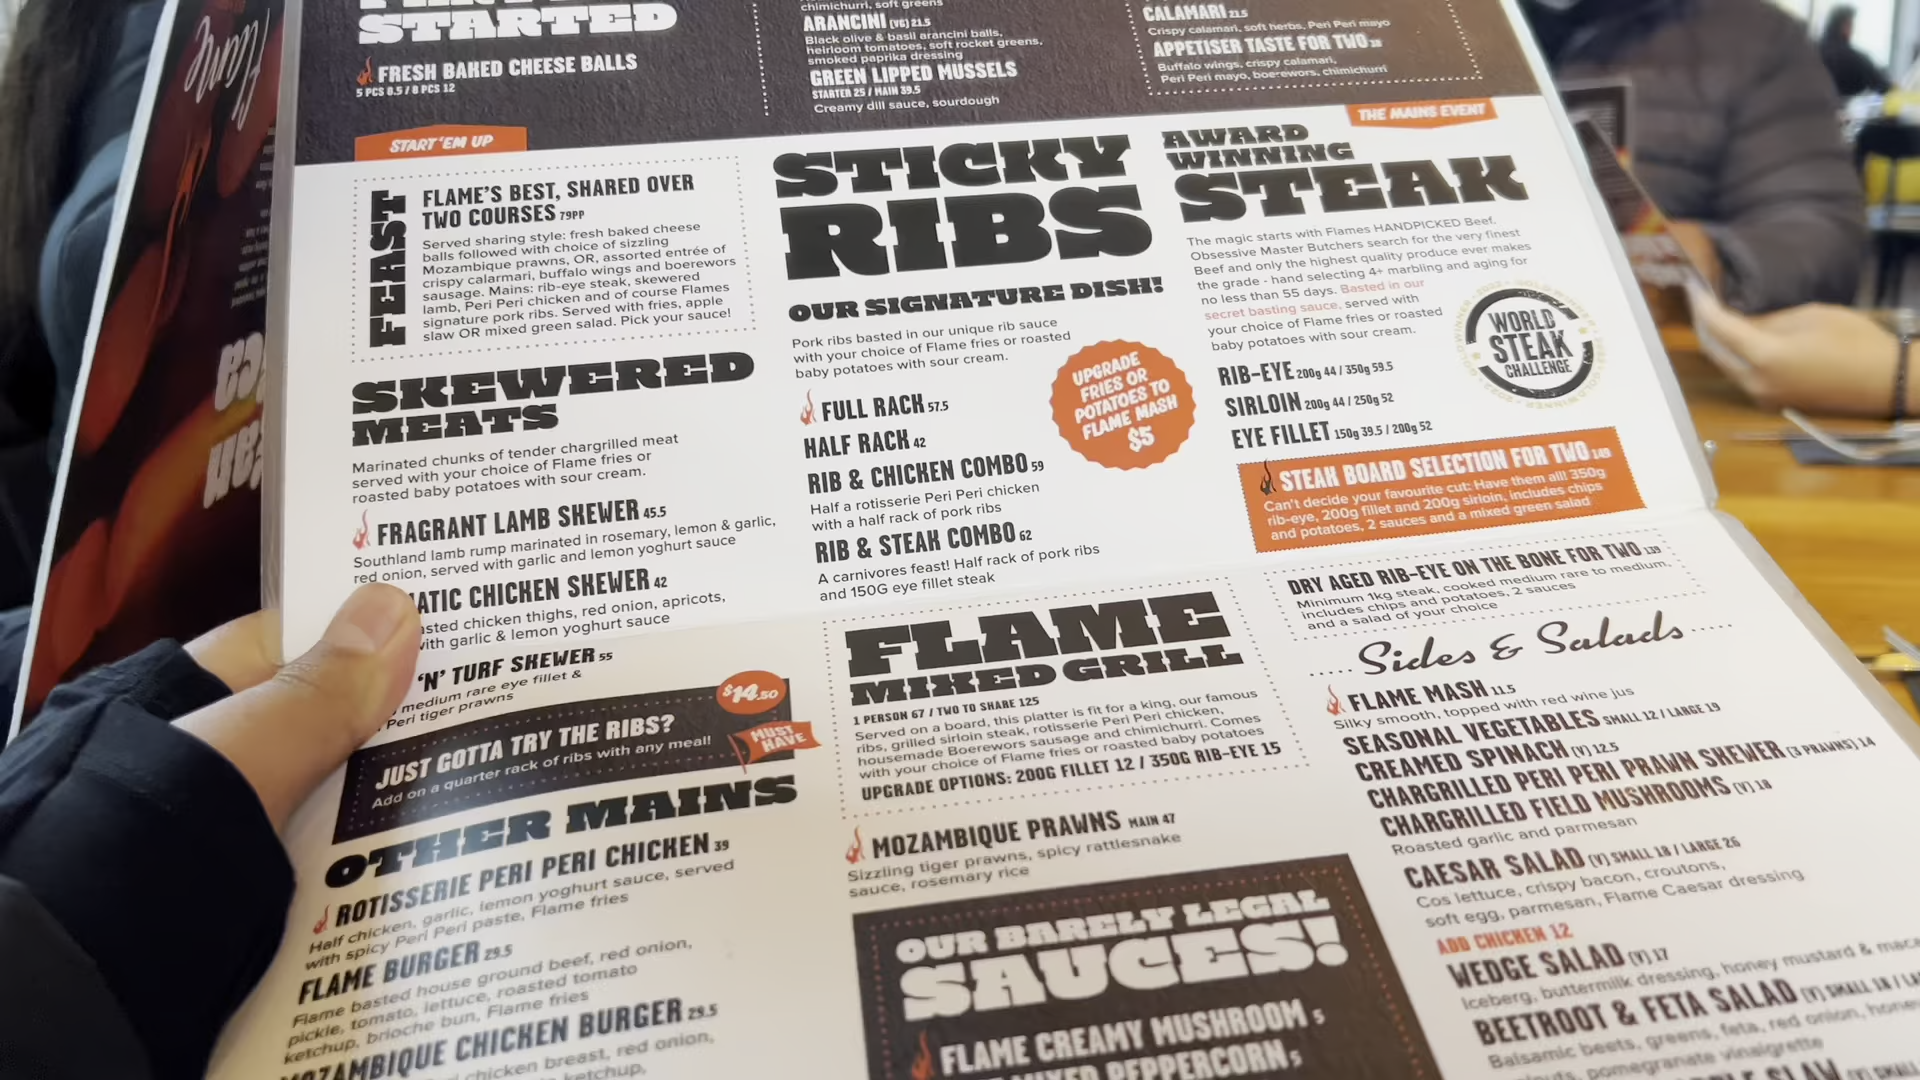 STARTED
FRESH BAKED CHEESE BALLS
5 PCS 8.5 / 8 PCS 12
chimichurri, soft greens
ARANCINI (VG) 21.5
Black olive & basil arancini balls,
heirloom tomatoes, soft rocket greens,
smoked paprika dressing
GREEN LIPPED MUSSELS
STARTER 25 / MAIN 39.5
Creamy dill sauce, sourdough
CALAMARI 21.5
Crispy calamari, soft herbs, Peri Peri mayo
APPETISER TASTE FOR TWO
Buffalo wings, crispy calamari,
Peri Peri mayo, boerewors, chimichurri
START 'EM UP
THE MAINS EVENT
FEAST
FLAME'S BEST, SHARED OVER
TWO COURSES 79PP
Served sharing style: fresh baked cheese
balls followed with choice of sizzling
Mozambique prawns, OR, assorted entrée of
crispy calarmari, buffalo wings and boerewors
sausage. Mains: rib-eye steak, skewered
lamb, Peri Peri chicken and of course Flames
signature pork ribs. Served with fries, apple
slaw OR mixed green salad. Pick your sauce!
SKEWERED
MEATS
Marinated chunks of tender chargrilled meat
served with your choice of Flame fries or
roasted baby potatoes with sour cream.
FRAGRANT LAMB SKEWER 45.5
Southland lamb rump marinated in rosemary, lemon & garlic,
red onion, served with garlic and lemon yoghurt sauce
ATIC CHICKEN SKEWER 42
asted chicken thighs, red onion, apricots,
with garlic & lemon yoghurt sauce
'N' TURF SKEWER 55
medium rare eye fillet &
Peri tiger prawns
$14.50
JUST GOTTA TRY THE RIBS?
Add on a quarter rack of ribs with any meal!
MUST
HAVE
OTHER MAINS
ROTISSERIE PERI PERI CHICKEN 39
Half chicken, garlic, lemon yoghurt sauce, served
with spicy Peri Peri paste, Flame fries
FLAME BURGER 29.5
Flame basted house ground beef, red onion,
pickle, tomato, lettuce, roasted tomato
ketchup, brioche bun, Flame fries
MOZAMBIQUE CHICKEN BURGER 29.5
chicken breast, red onion,
ketchup,
STICKY
RIBS
OUR SIGNATURE DISH!
Pork ribs basted in our unique rib sauce
with your choice of Flame fries or roasted
baby potatoes with sour cream.
UPGRADE
FRIES OR
POTATOES TO
FLAME MASH
$5
FULL RACK 57.5
HALF RACK 42
RIB & CHICKEN COMBO 59
Half a rotisserie Peri Peri chicken
with a half rack of pork ribs
RIB & STEAK COMBO 62
A carnivores feast! Half rack of pork ribs
and 150G eye fillet steak
FLAME
MIXED GRILL
1 PERSON 67 / TWO TO SHARE 125
Served on a board, this platter is fit for a king, our famous
ribs, grilled sirloin steak, rotisserie Peri Peri chicken,
housemade Boerewors sausage and chimichurri. Comes
with your choice of Flame fries or roasted baby potatoes
UPGRADE OPTIONS: 200G FILLET 12 / 350G RIB-EYE 15
MOZAMBIQUE PRAWNS MAIN 47
Sizzling tiger prawns, spicy rattlesnake
sauce, rosemary rice
OUR BARELY LEGAL
SAUCES!
FLAME CREAMY MUSHROOM 5
MIXED PEPPERCORN 5
AWARD
WINNING
STEAK
The magic starts with Flames HANDPICKED Beef.
Obsessive Master Butchers search for the very finest
Beef and only the highest quality produce ever makes
the grade - hand selecting 4+ marbling and aging for
no less than 55 days. Basted in our
secret basting sauce, served with
your choice of Flame fries or roasted
baby potatoes with sour cream.
WORLD
STEAK
CHALLENGE
RIB-EYE 200g 44 / 350g 59.5
SIRLOIN 200g 44 / 250g 52
EYE FILLET 150g 39.5 / 200g 52
STEAK BOARD SELECTION FOR TWO 149
Can't decide your favourite cut: Have them all! 350g
rib-eye, 200g fillet and 200g sirloin, includes chips
and potatoes, 2 sauces and a mixed green salad
DRY AGED RIB-EYE ON THE BONE FOR TWO 139
Minimum 1kg steak, cooked medium rare to medium,
includes chips and potatoes, 2 sauces
and a salad of your choice
Sides & Salads
FLAME MASH 11.5
Silky smooth, topped with red wine jus
SEASONAL VEGETABLES SMALL 12 / LARGE 19
CREAMED SPINACH (V) 12.5
CHARGRILLED PERI PERI PRAWN SKEWER (3 PRAWNS) 14
CHARGRILLED FIELD MUSHROOMS (V) 18
Roasted garlic and parmesan
CAESAR SALAD (V) SMALL 18 / LARGE 26
Cos lettuce, crispy bacon, croutons,
soft egg, parmesan, Flame Caesar dressing
ADD CHICKEN 12
WEDGE SALAD (V) 17
Iceberg, buttermilk dressing, honey mustard &
BEETROOT & FETA SALAD (V) SMALL 18 /
Balsamic beets, greens, feta, red onion,
pomegranate vinaigrette